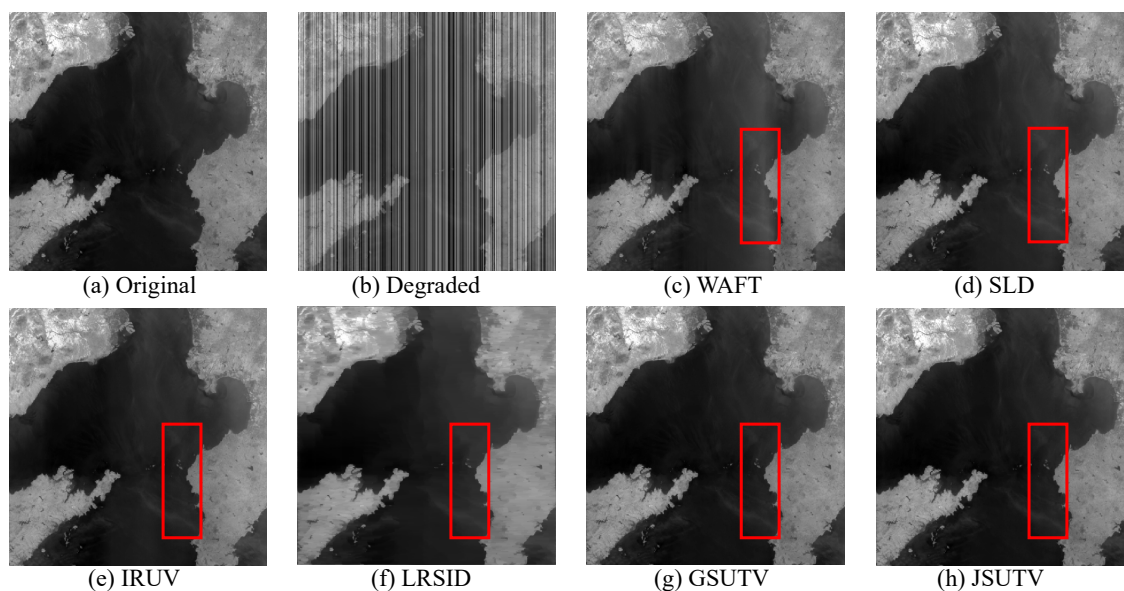 (a) Original
(b) Degraded
(c) WAFT
(d) SLD
(e) IRUV
(f) LRSID
(g) GSUTV
(h) JSUTV